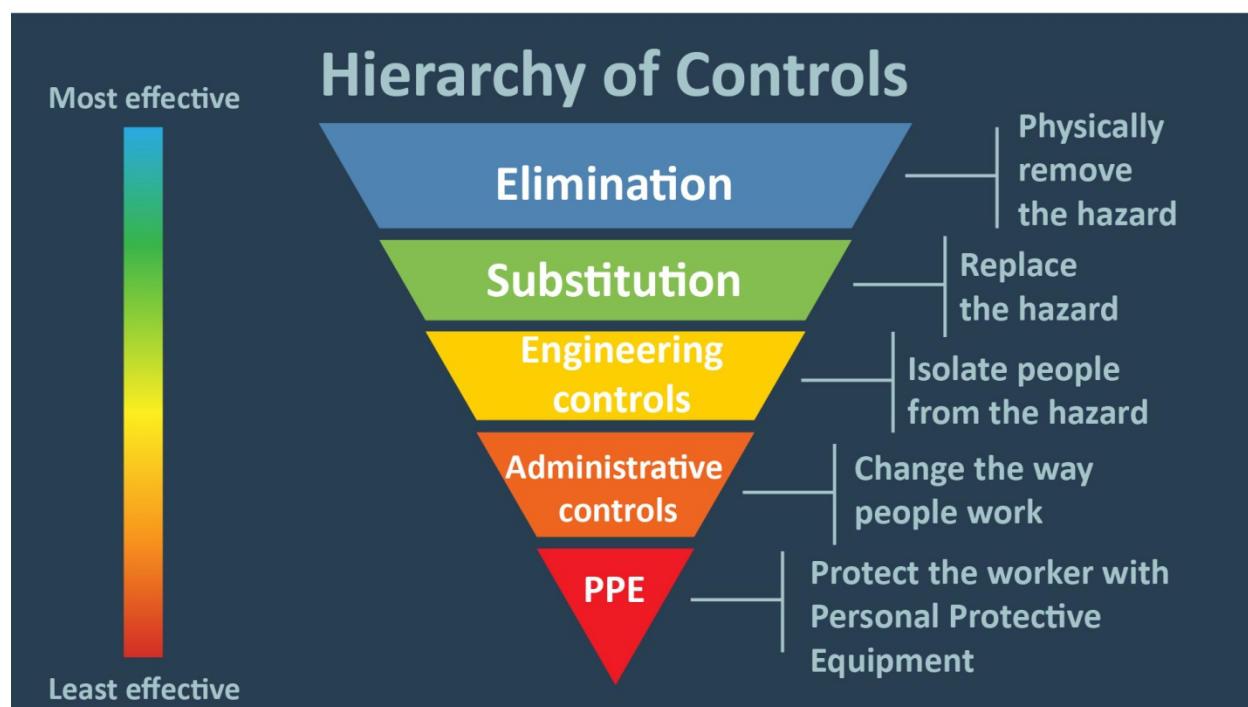 Hierarchy of Controls
Most effective
Elimination
Physically
remove
the hazard
Substitution
Replace
the hazard
Engineering
controls
Isolate people
from the hazard
Administrative
controls
Change the way
people work
PPE
Protect the worker with
Personal Protective
Equipment
Least effective